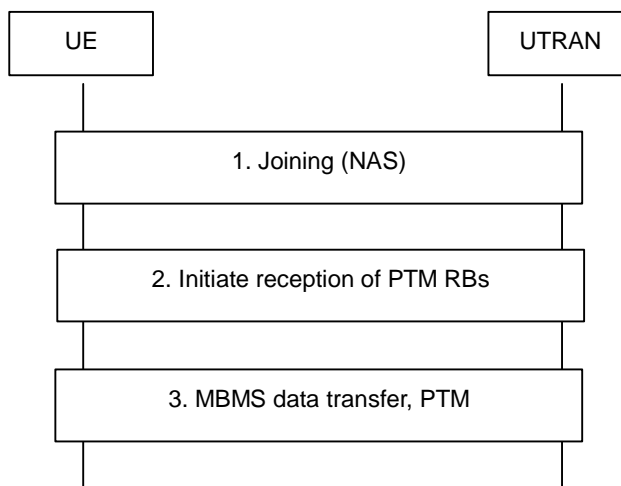 UE
UTRAN
1. Joining (NAS)
2. Initiate reception of PTM RBs
3. MBMS data transfer, PTM